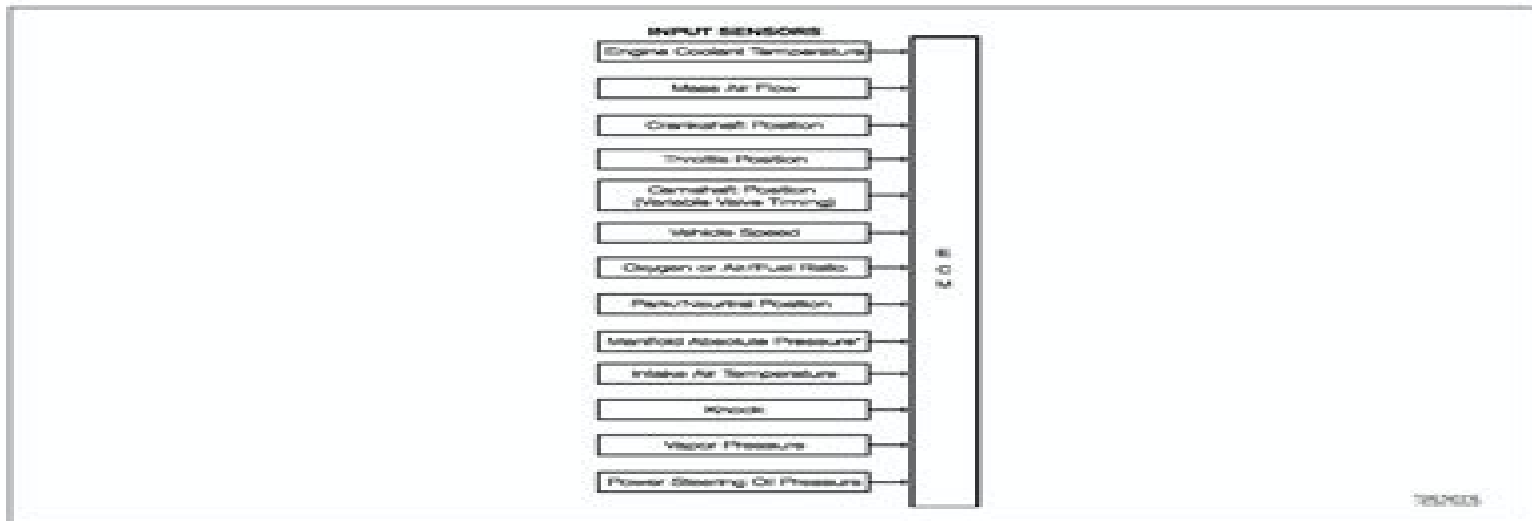 INPUT SENSORS
Engine Coolant Temperature
Mass Air Flow
Crankshaft Position
Throttle Position
Camshaft Position
(Variable Valve Timing)
Vehicle Speed
Oxygen or Air/Fuel Ratio
Park/Neutral Position
Manifold Absolute Pressure*
Intake Air Temperature
Knock
Vapor Pressure
Power Steering Oil Pressure
ECM